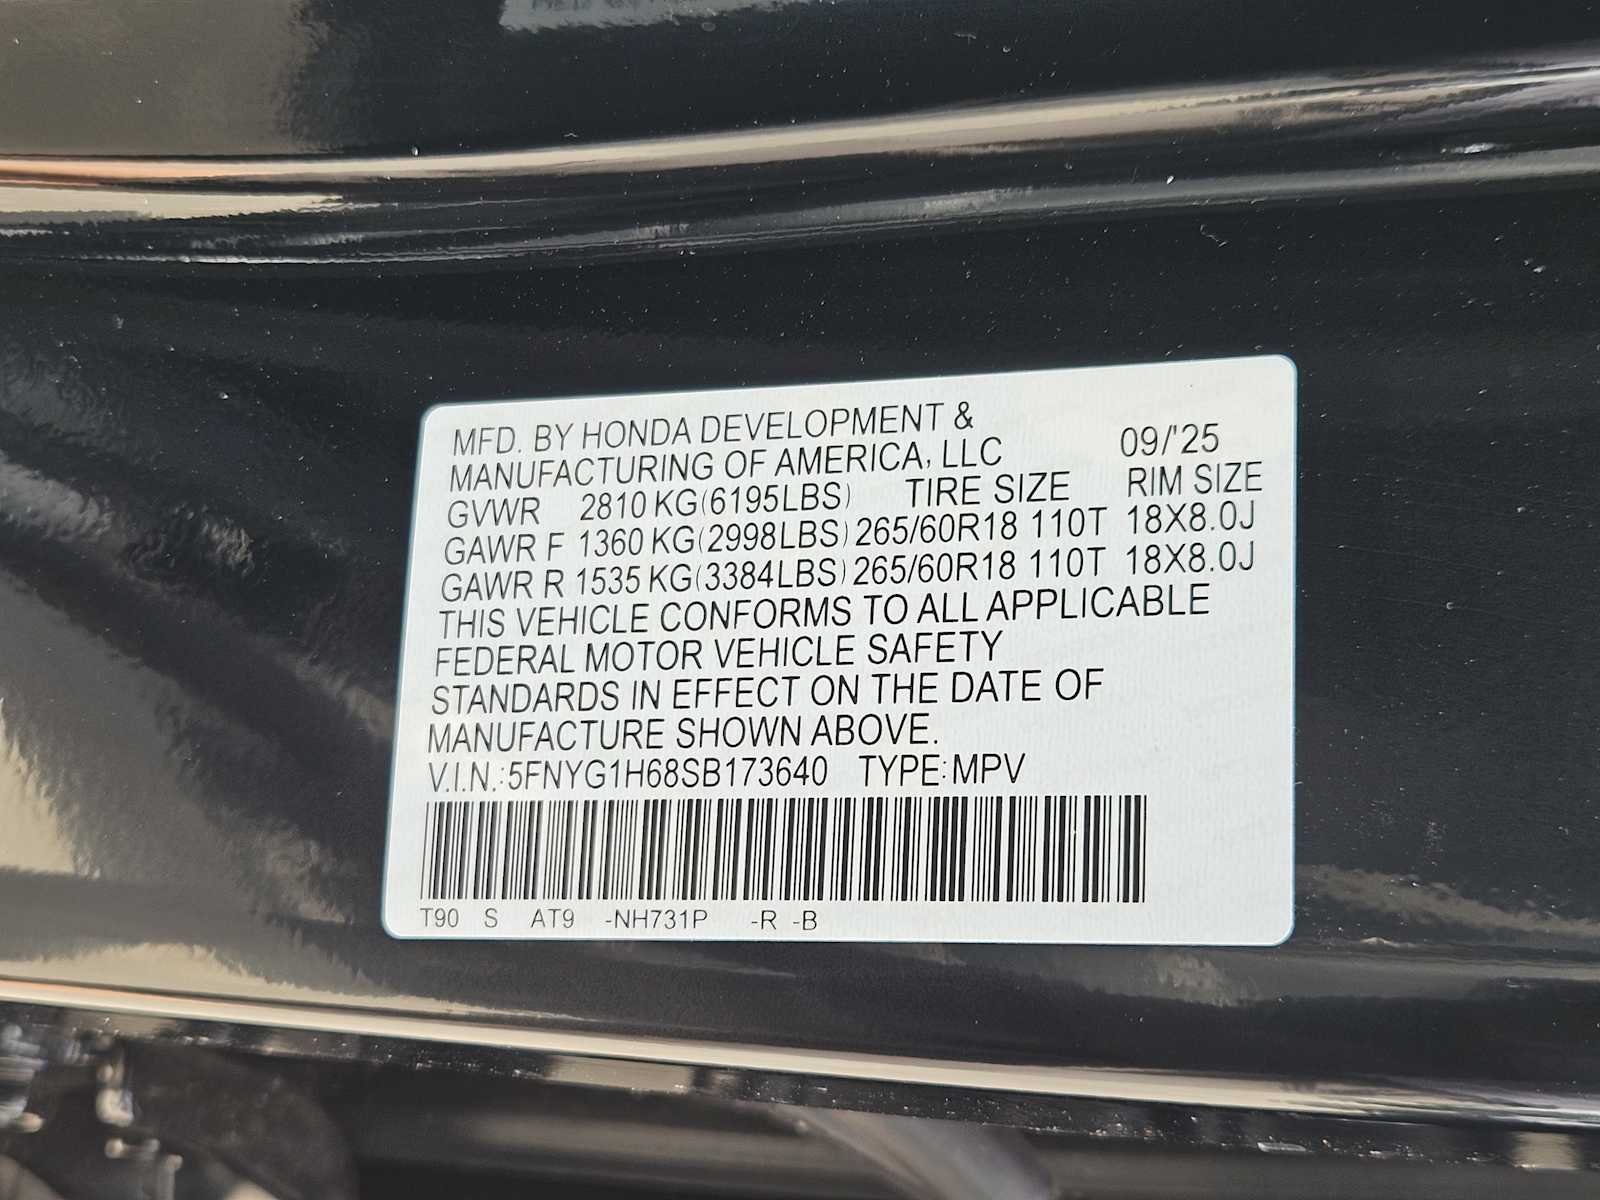 MFD. BY HONDA DEVELOPMENT &
MANUFACTURING OF AMERICA, LLC 09/'25
GVWR 2810 KG(6195LBS) TIRE SIZE RIM SIZE
GAWR F 1360 KG(2998LBS) 265/60R18 110T 18X8.0J
GAWR R 1535 KG(3384LBS) 265/60R18 110T 18X8.0J
THIS VEHICLE CONFORMS TO ALL APPLICABLE
FEDERAL MOTOR VEHICLE SAFETY
STANDARDS IN EFFECT ON THE DATE OF
MANUFACTURE SHOWN ABOVE.
V.I.N.:5FNYG1H68SB173640 TYPE:MPV
T90 S AT9 -NH731P -R -B